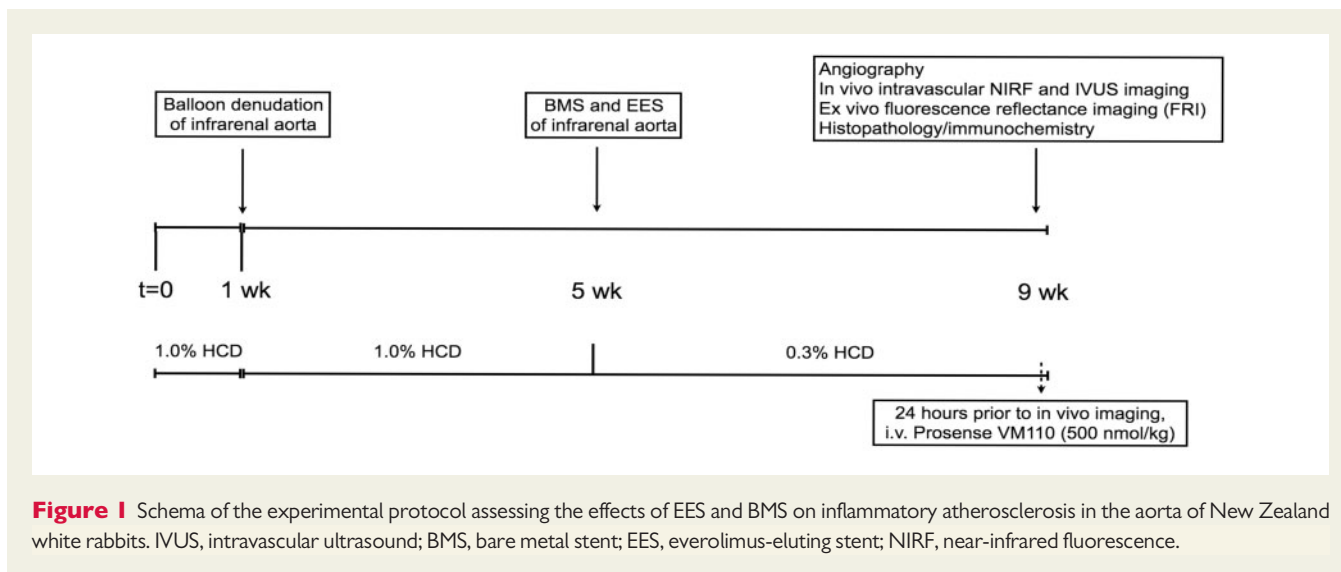 Balloon denudation
of infrarenal aorta
BMS and EES
of infrarenal aorta
Angiography
In vivo intravascular NIRF and IVUS imaging
Ex vivo fluorescence reflectance imaging (FRI)
Histopathology/immunochemistry
t=0 1 wk 5 wk 9 wk
1.0% HCD 1.0% HCD 0.3% HCD
24 hours prior to in vivo imaging,
i.v. Prosense VM110 (500 nmol/kg)
Figure 1 Schema of the experimental protocol assessing the effects of EES and BMS on inflammatory atherosclerosis in the aorta of New Zealand
white rabbits. IVUS, intravascular ultrasound; BMS, bare metal stent; EES, everolimus-eluting stent; NIRF, near-infrared fluorescence.